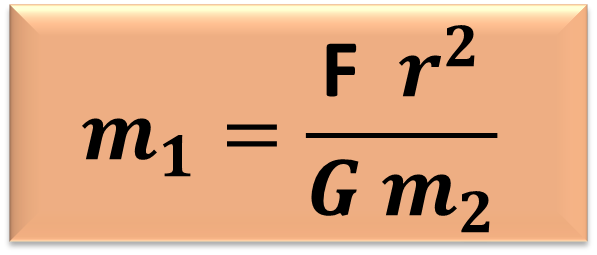 m₁ = F r² / G m₂